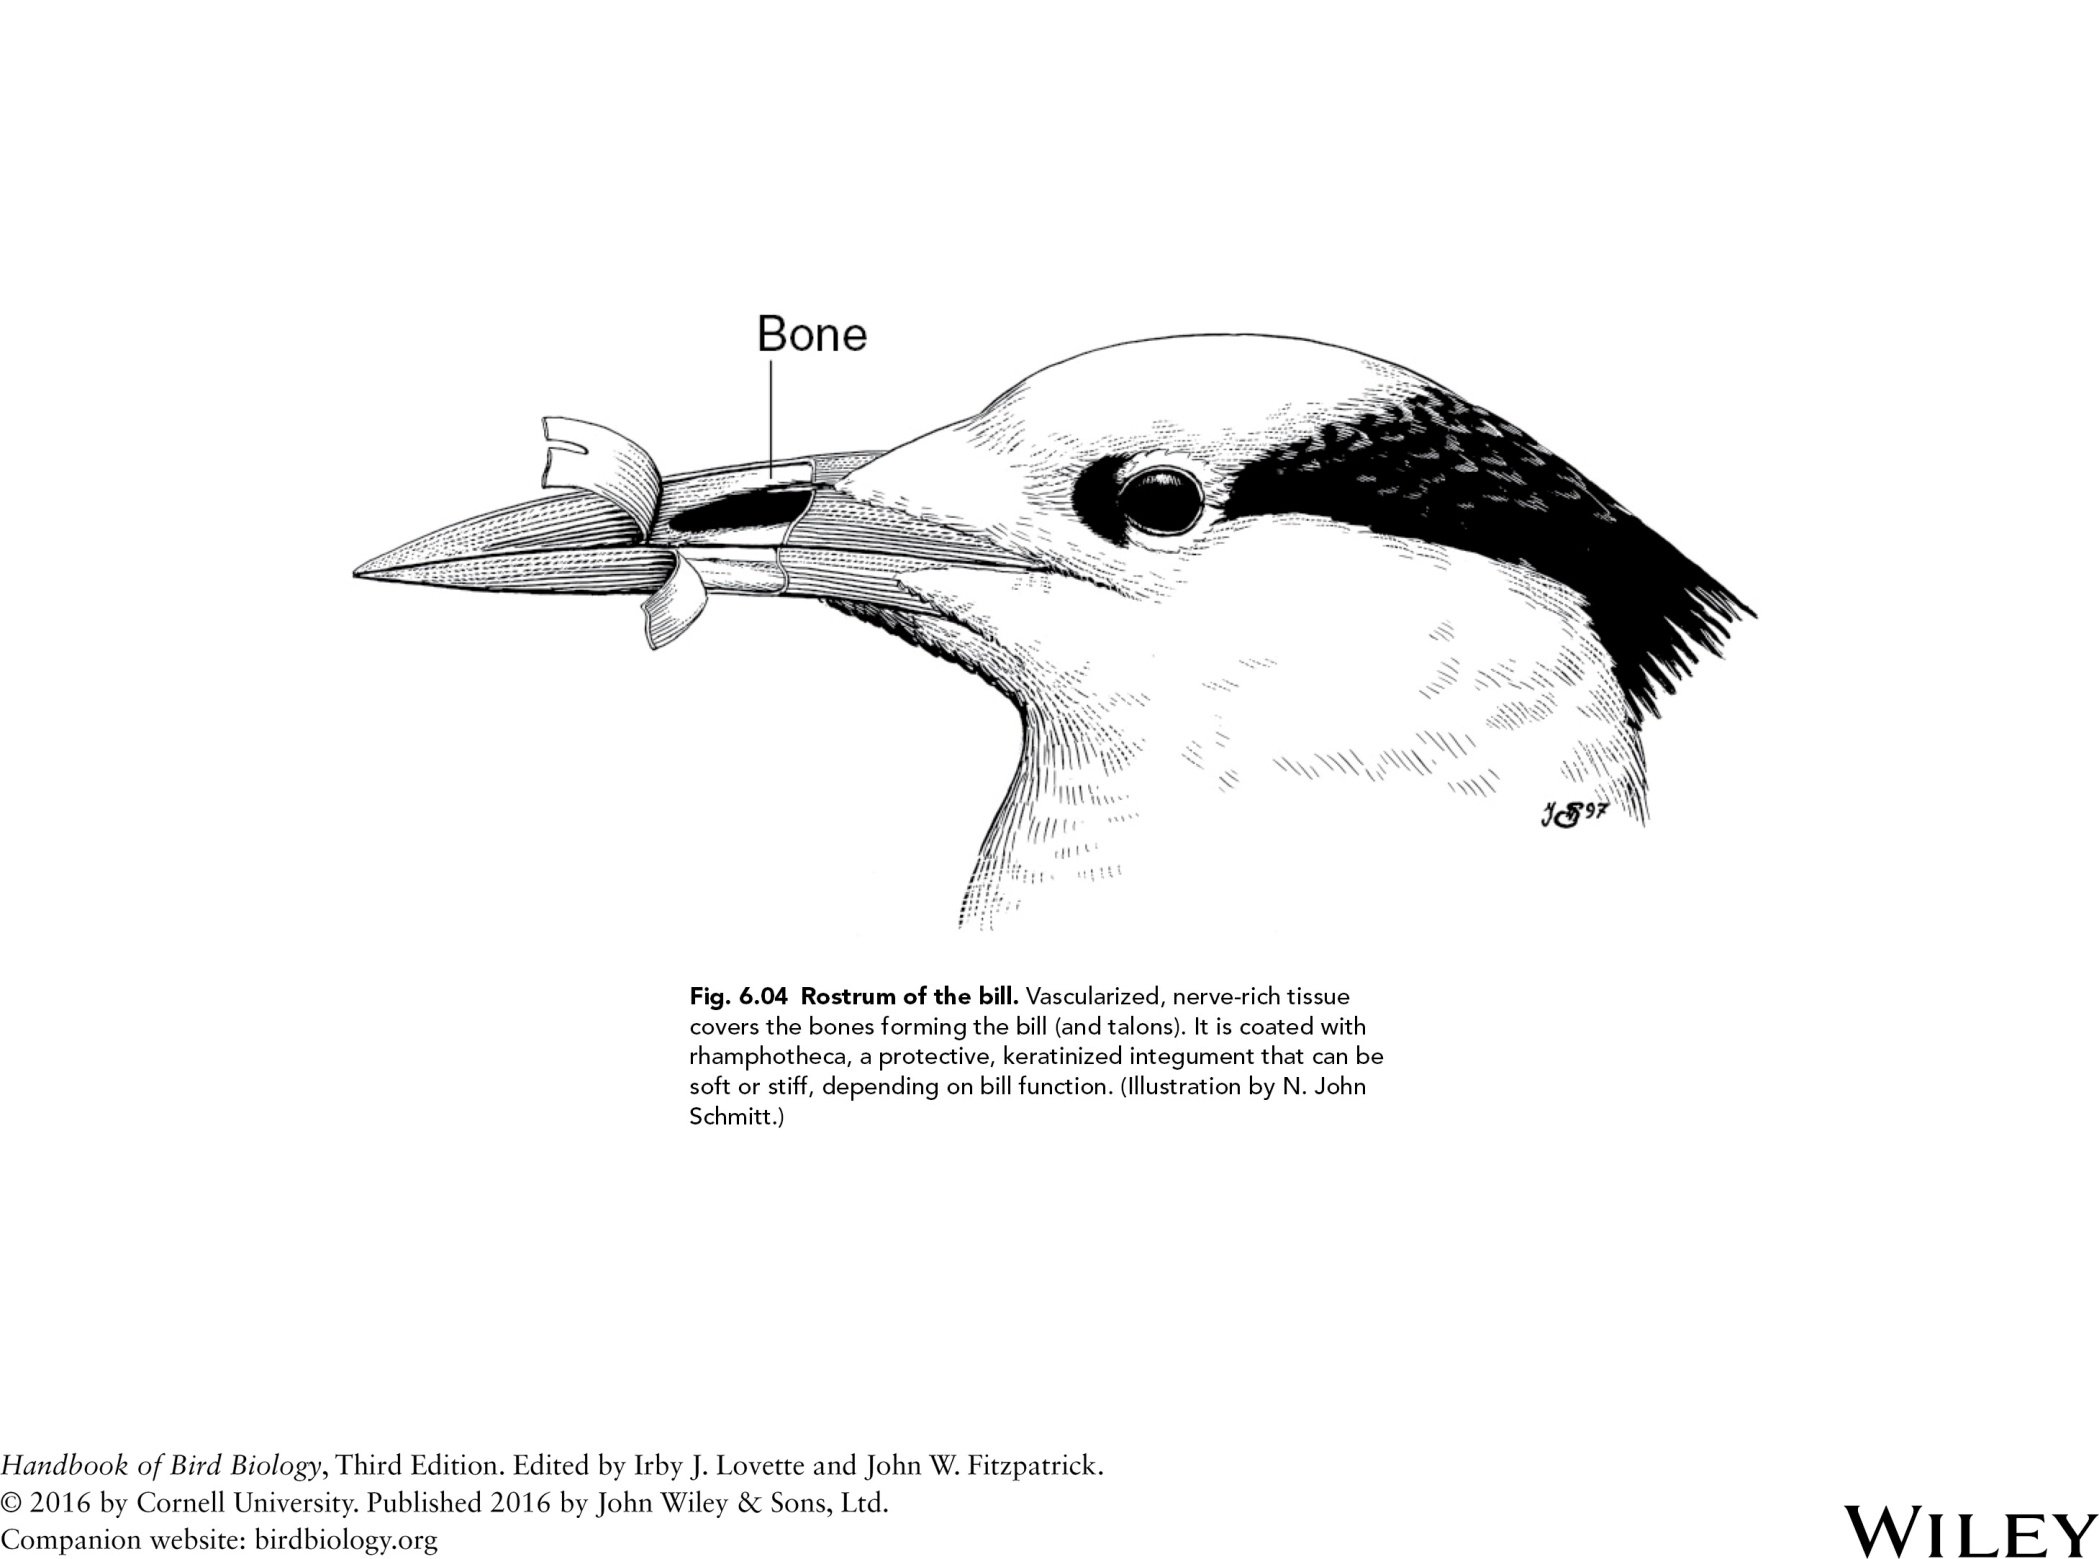 Bone
97
Fig. 6.04 Rostrum of the bill. Vascularized, nerve-rich tissue
covers the bones forming the bill (and talons). It is coated with
rhamphotheca, a protective, keratinized integument that can be
soft or stiff, depending on bill function. (Illustration by N. John
Schmitt.)
Handbook of Bird Biology, Third Edition. Edited by Irby J. Lovette and John W. Fitzpatrick.
© 2016 by Cornell University. Published 2016 by John Wiley & Sons, Ltd.
Companion website: birdbiology.org
WILEY